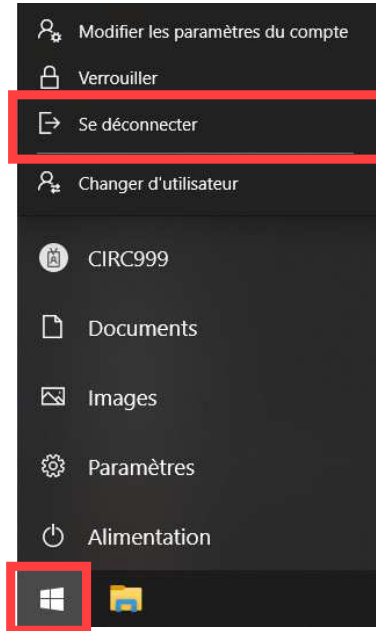 Modifier les paramètres du compte
Verrouiller
Se déconnecter
Changer d'utilisateur
CIRC999
Documents
Images
Paramètres
Alimentation